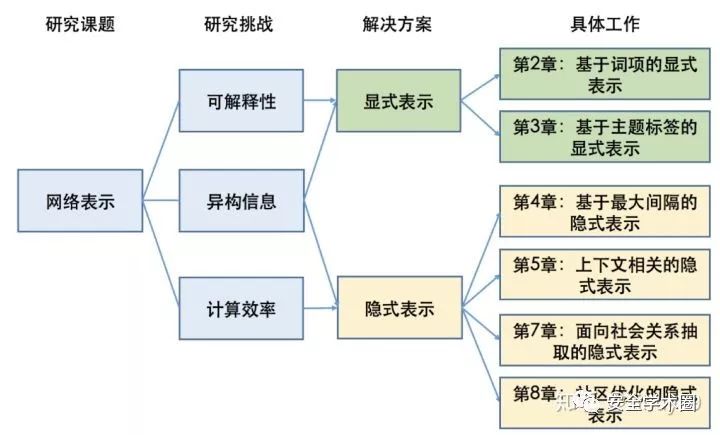 研究课题
研究挑战
解决方案
具体工作
网络表示
可解释性
异构信息
计算效率
显式表示
隐式表示
第2章：基于词项的显式
表示
第3章：基于主题标签的
显式表示
第4章：基于最大间隔的
隐式表示
第5章：上下文相关的隐
式表示
第7章：面向社会关系抽
取的隐式表示
第8章：社区优化的隐式
表示
安全学术圈